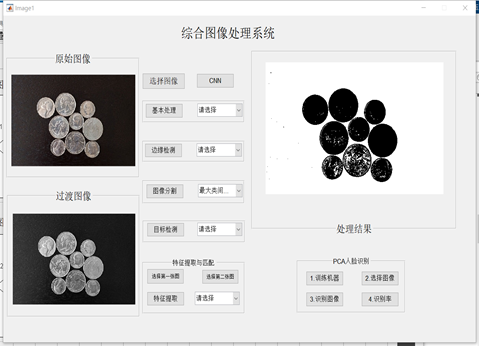 Image1
综合图像处理系统
原始图像
选择图像
CNN
基本处理
请选择
边缘检测
请选择
过渡图像
图像分割
最大类间...
目标检测
请选择
处理结果
特征提取与匹配
选择第一张图
选择第二张图
特征提取
请选择
PCA人脸识别
1.训练机器
2.选择图像
3.识别图像
4.识别率